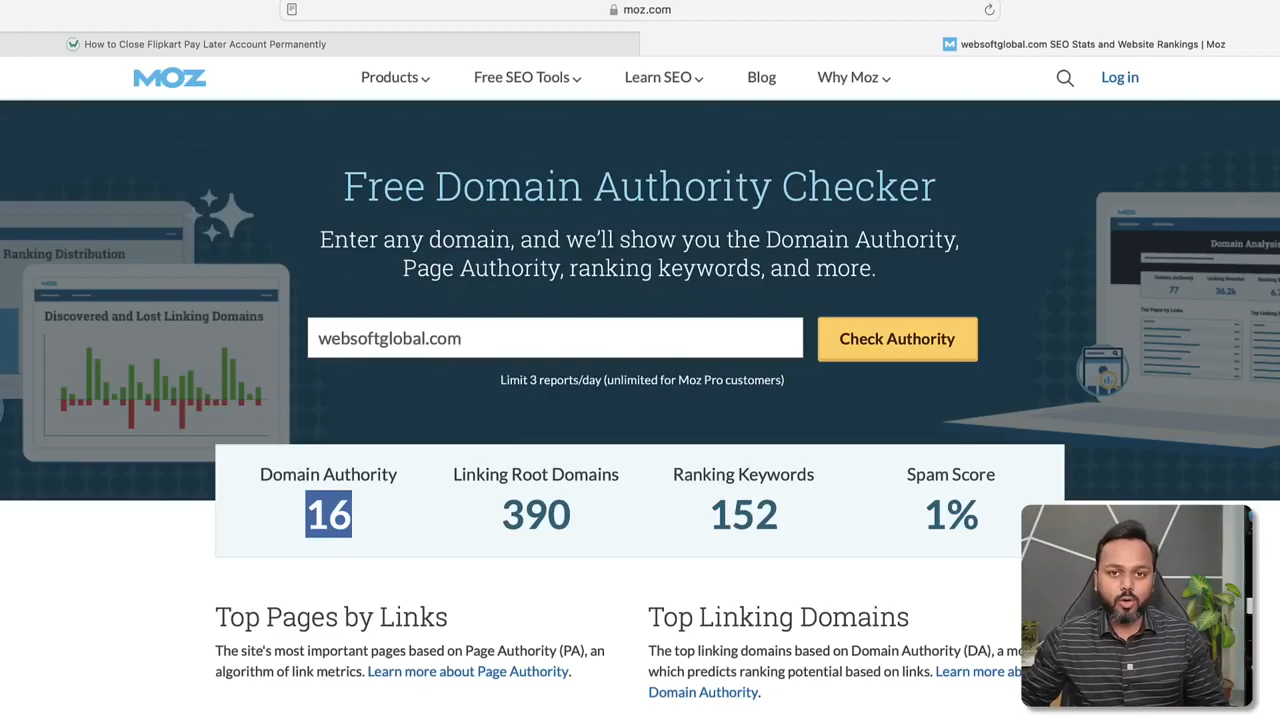 moz.com
How to Close Flipkart Pay Later Account Permanently
websoftglobal.com SEO Stats and Website Rankings | Moz
MOZ
Products
Free SEO Tools
Learn SEO
Blog
Why Moz
Log in
Free Domain Authority Checker
Enter any domain, and we'll show you the Domain Authority,
Page Authority, ranking keywords, and more.
Ranking Distribution
Discovered and Lost Linking Domains
MOZ
Domain Analysis
Domain Authority
77
36.2k
websoftglobal.com
Check Authority
Limit 3 reports/day (unlimited for Moz Pro customers)
Domain Authority
16
Linking Root Domains
390
Ranking Keywords
152
Spam Score
1%
Top Pages by Links
The site's most important pages based on Page Authority (PA), an
algorithm of link metrics. Learn more about Page Authority.
Top Linking Domains
The top linking domains based on Domain Authority (DA), a me
which predicts ranking potential based on links. Learn more ab
Domain Authority.